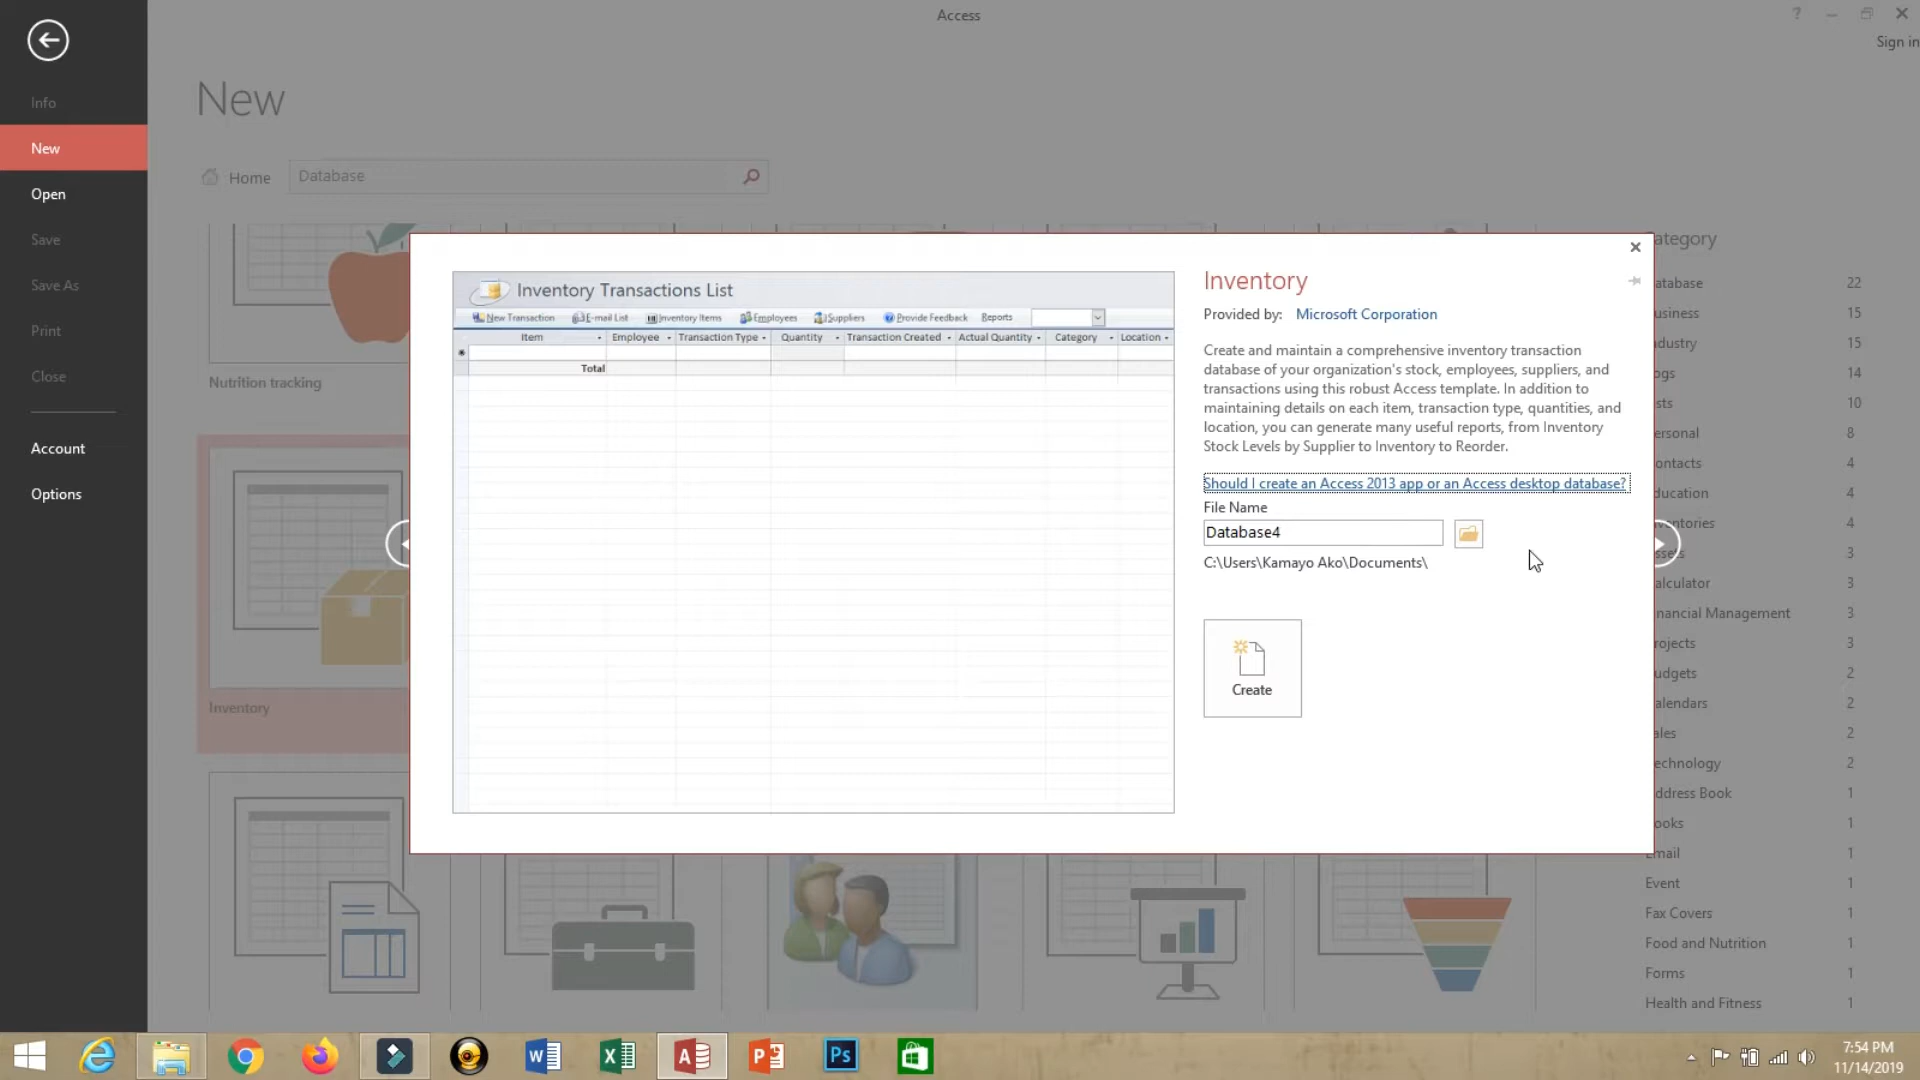 Access
?
Sign in
Info
New
Open
Save
Save As
Print
Close
Account
Options
New
Home
Database
Nutrition tracking
Inventory
Inventory Transactions List
New Transaction E-mail List Inventory Items Employees Suppliers Provide Feedback Reports
Item Employee Transaction Type Quantity Transaction Created Actual Quantity Category Location
Total
Inventory
Provided by: Microsoft Corporation
Create and maintain a comprehensive inventory transaction
database of your organization's stock, employees, suppliers, and
transactions using this robust Access template. In addition to
maintaining details on each item, transaction type, quantities, and
location, you can generate many useful reports, from Inventory
Stock Levels by Supplier to Inventory to Reorder.
Should I create an Access 2013 app or an Access desktop database?
File Name
Database4
C:\Users\Kamayo Ako\Documents\
Create
ategory
atabase 22
usiness 15
dustry 15
ogs 14
sts 10
ersonal 8
ontacts 4
ducation 4
ventories 4
ssets 3
alculator 3
inancial Management 3
rojects 3
udgets 2
alendars 2
ales 2
echnology 2
ddress Book 1
ooks 1
Email 1
Event 1
Fax Covers 1
Food and Nutrition 1
Forms 1
Health and Fitness 1
W
X
A
P
Ps
7:54 PM
11/14/2019